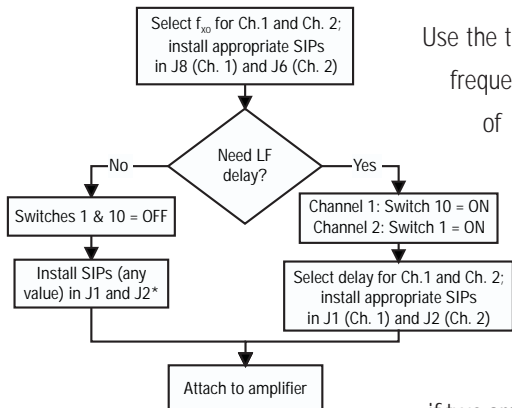 Select fxo for Ch.1 and Ch. 2;
install appropriate SIPs
in J8 (Ch. 1) and J6 (Ch. 2)
Use the
freque
of
Need LF
delay?
No
Yes
Switches 1 & 10 = OFF
Channel 1: Switch 10 = ON
Channel 2: Switch 1 = ON
Install SIPs (any
value) in J1 and J2*
Select delay for Ch.1 and Ch. 2;
install appropriate SIPs
in J1 (Ch. 1) and J2 (Ch. 2)
Attach to amplifier